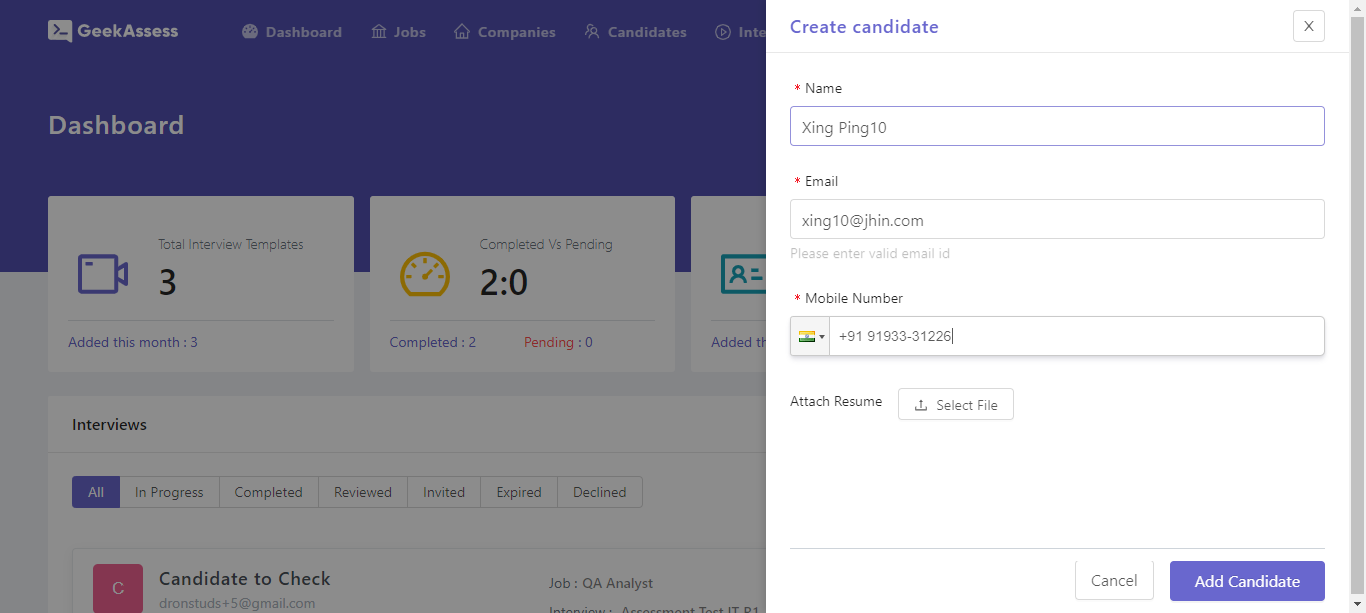 GeekAssess
Dashboard
Jobs
Companies
Candidates
Inte
Dashboard
Total Interview Templates
3
Added this month : 3
Completed Vs Pending
2:0
Completed : 2
Pending : 0
Added th
Interviews
All
In Progress
Completed
Reviewed
Invited
Expired
Declined
C
Candidate to Check
dronstuds+5@gmail.com
Job : QA Analyst
Interview : Assessment Test IT R1
Create candidate
X
* Name
Xing Ping10
* Email
xing10@jhin.com
Please enter valid email id
* Mobile Number
+91 91933-31226
Attach Resume
Select File
Cancel
Add Candidate